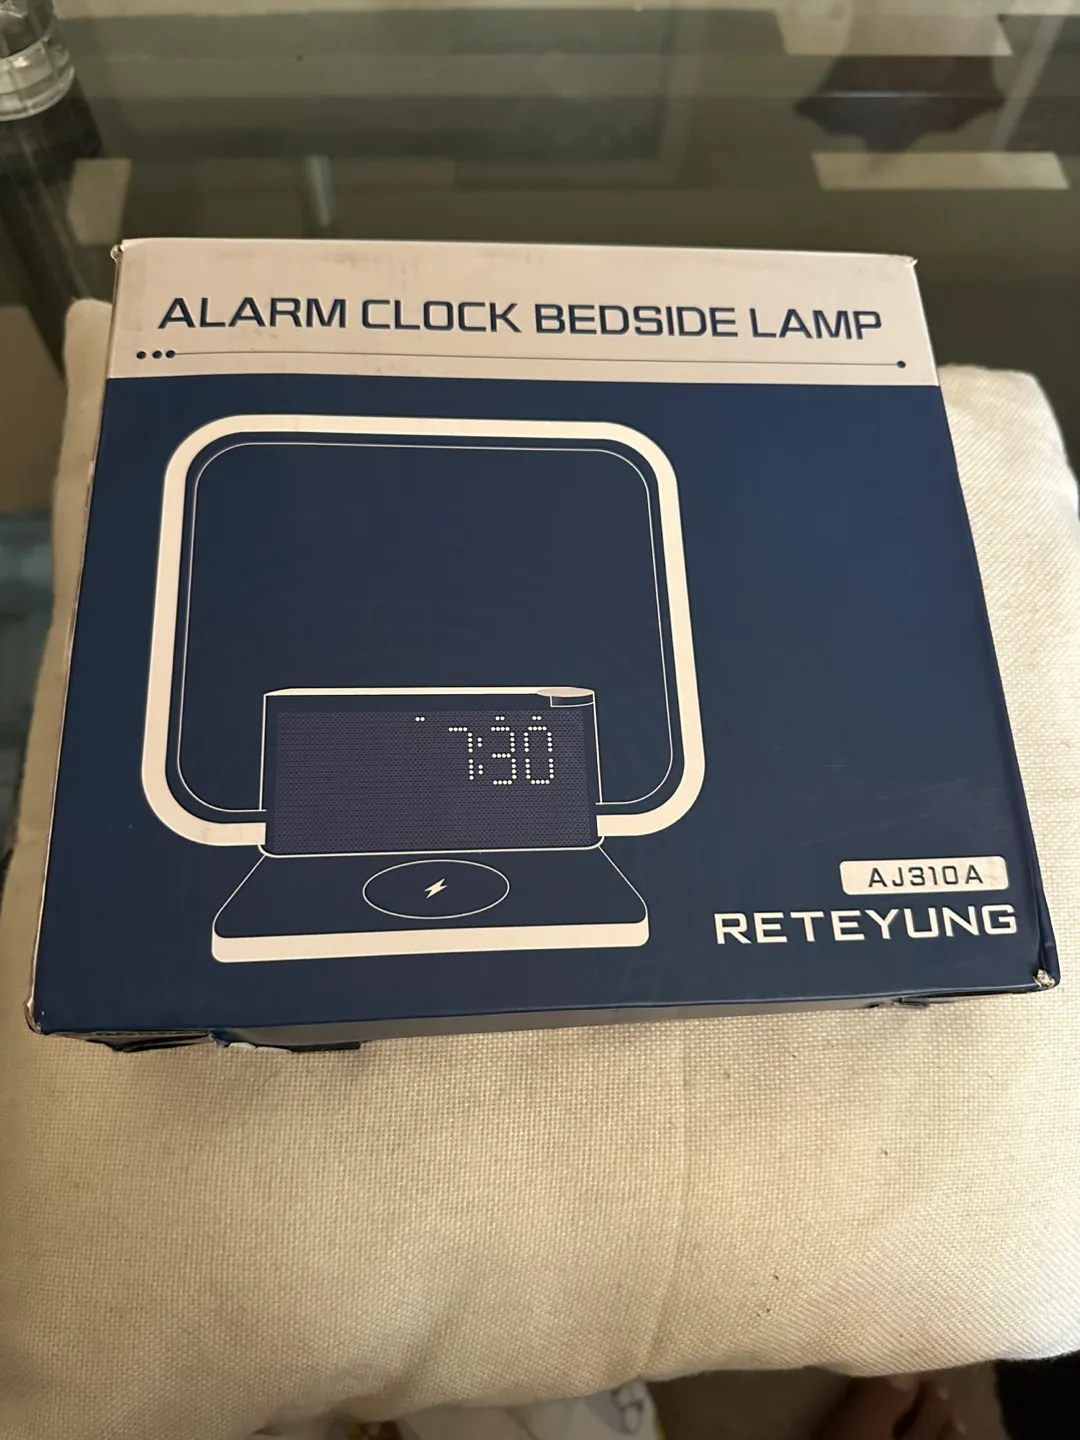 ALARM CLOCK BEDSIDE LAMP
7:30
AJ310A
RETEYUNG